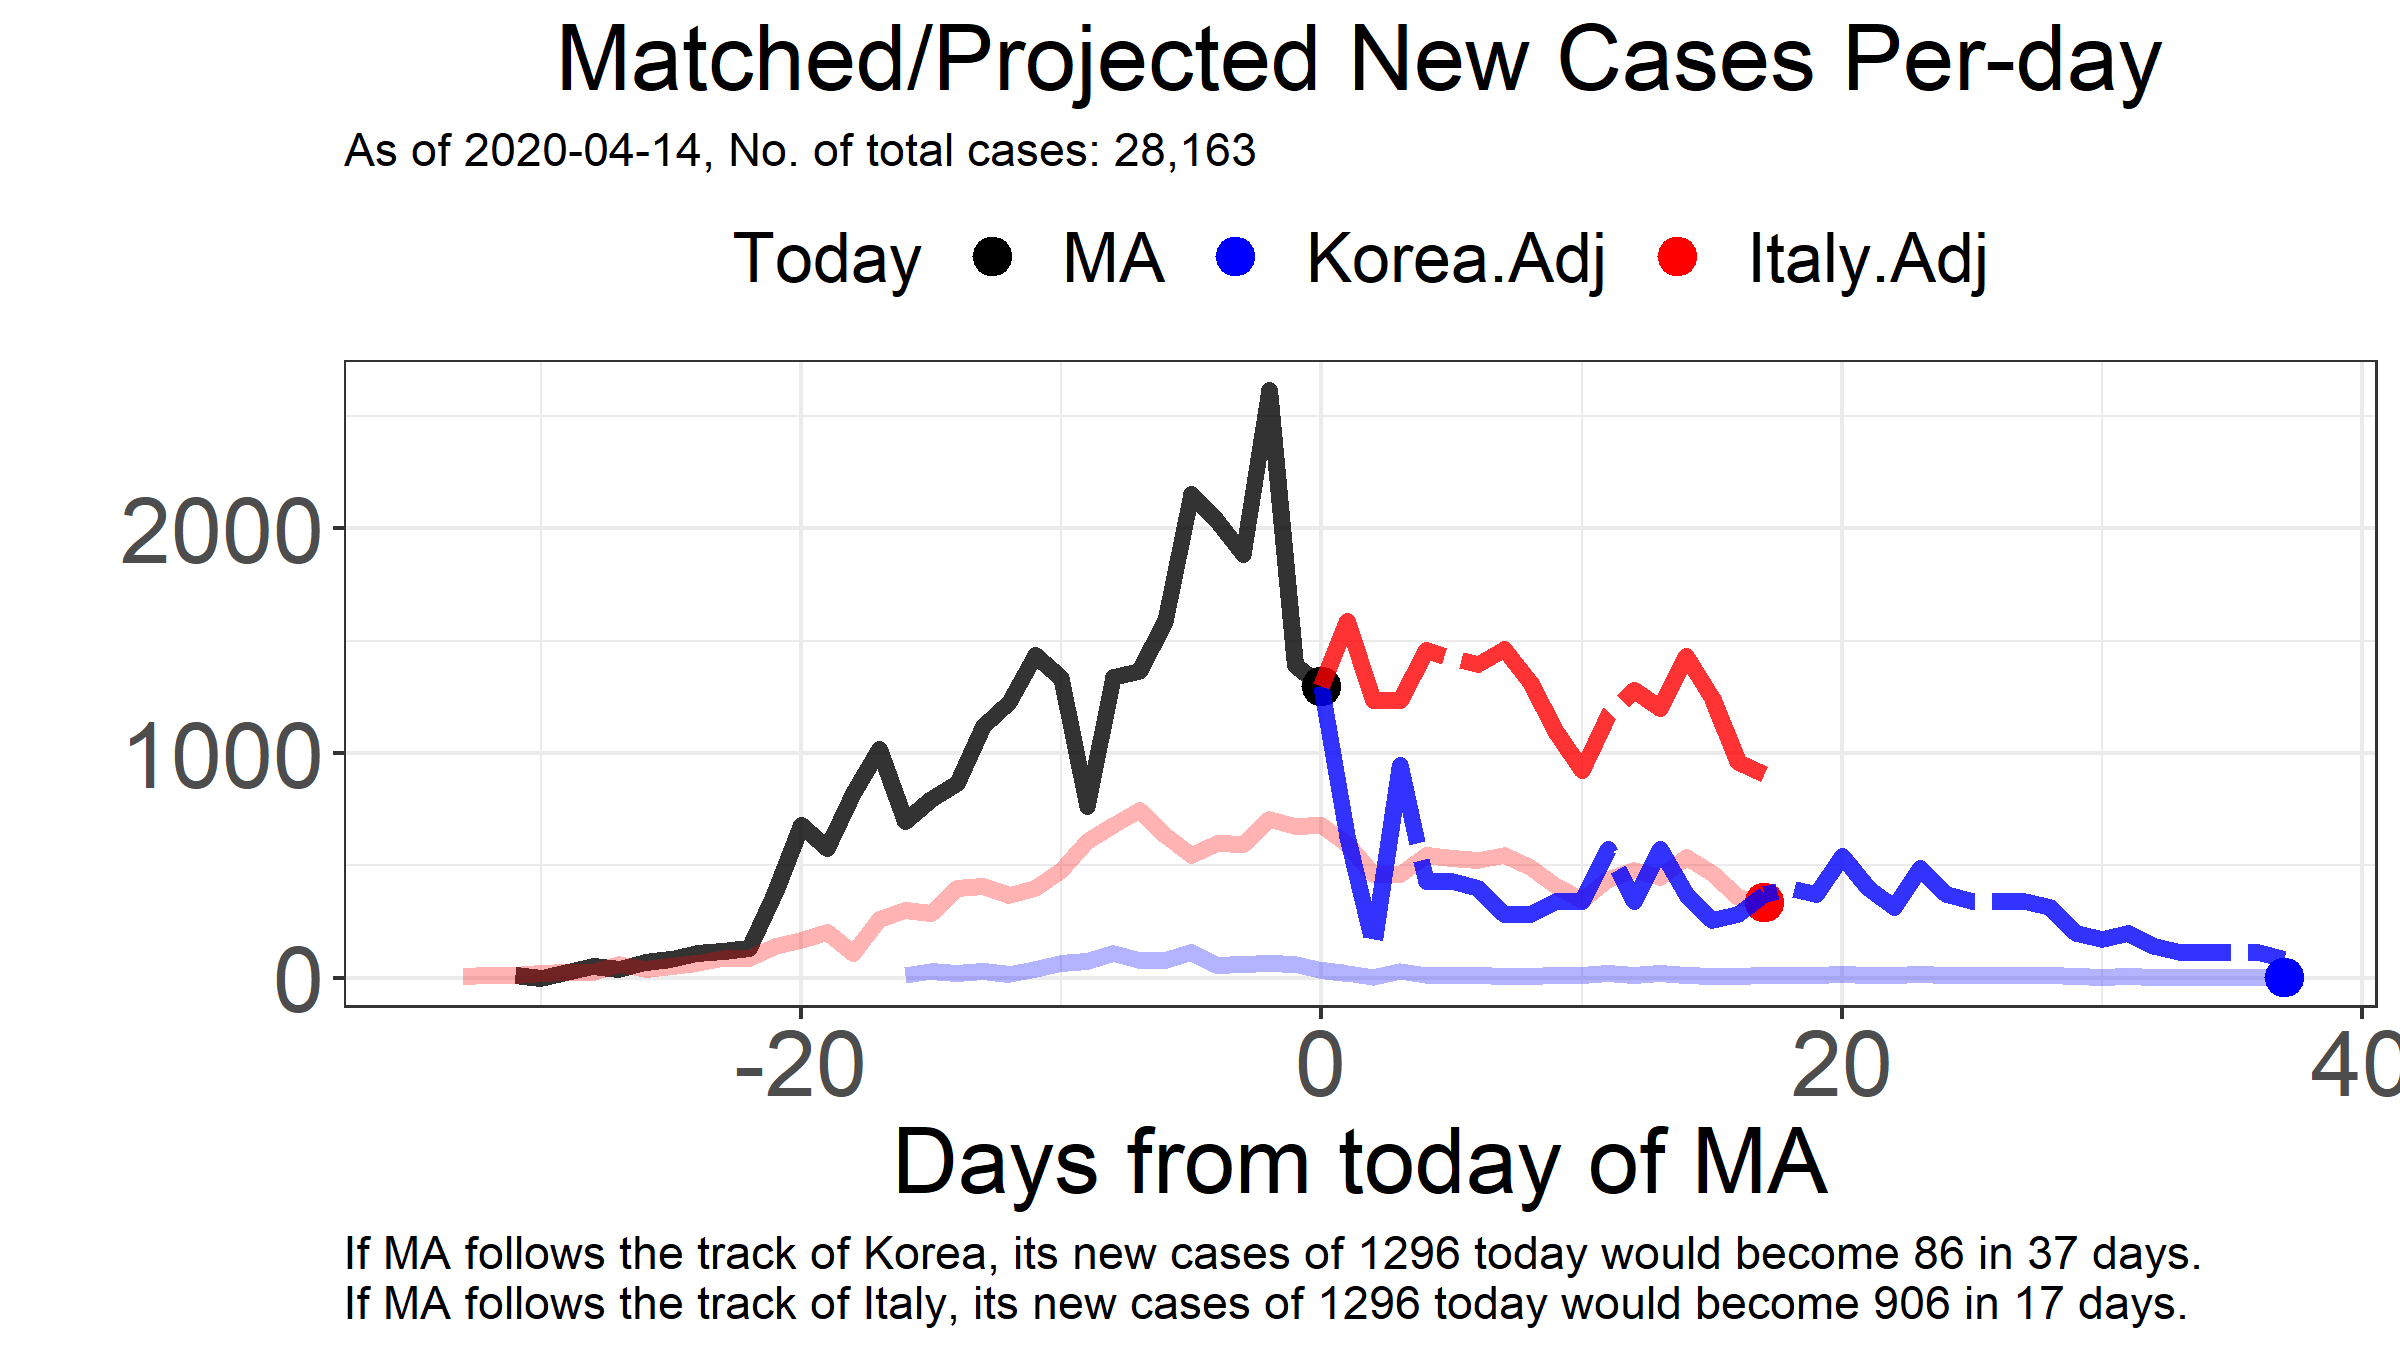 Matched/Projected New Cases Per-day
As of 2020-04-14, No. of total cases: 28,163
Today MA Korea.Adj Italy.Adj
2000
1000
0
-20 0 20 40
Days from today of MA
If MA follows the track of Korea, its new cases of 1296 today would become 86 in 37 days.
If MA follows the track of Italy, its new cases of 1296 today would become 906 in 17 days.